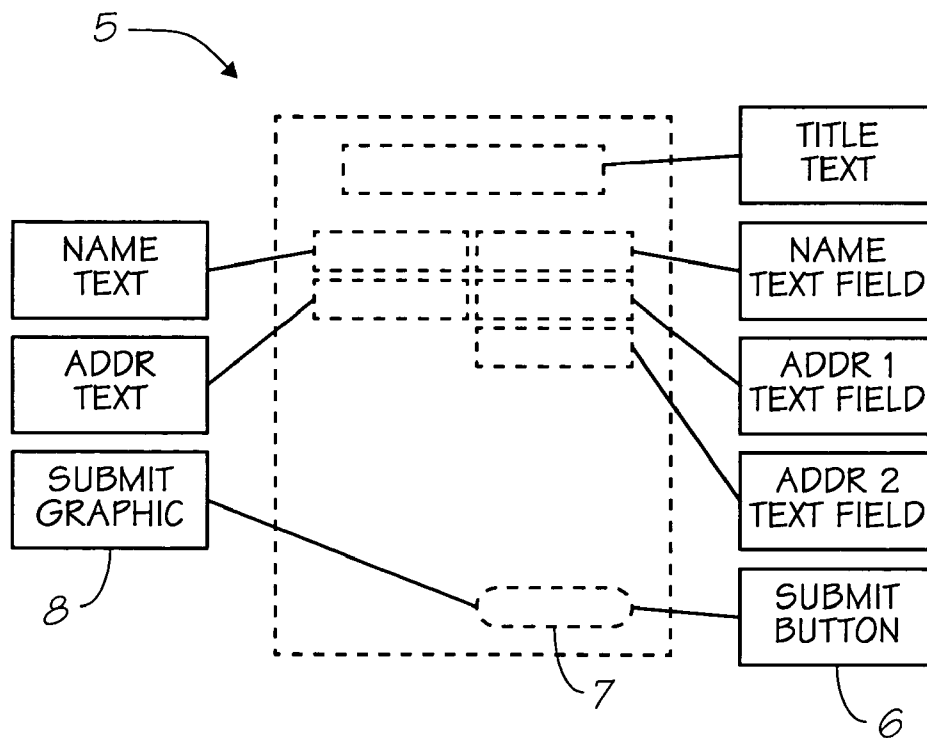 5
TITLE
TEXT
NAME
TEXT
NAME
TEXT FIELD
ADDR
TEXT
ADDR 1
TEXT FIELD
SUBMIT
GRAPHIC
ADDR 2
TEXT FIELD
8
7
SUBMIT
BUTTON
6